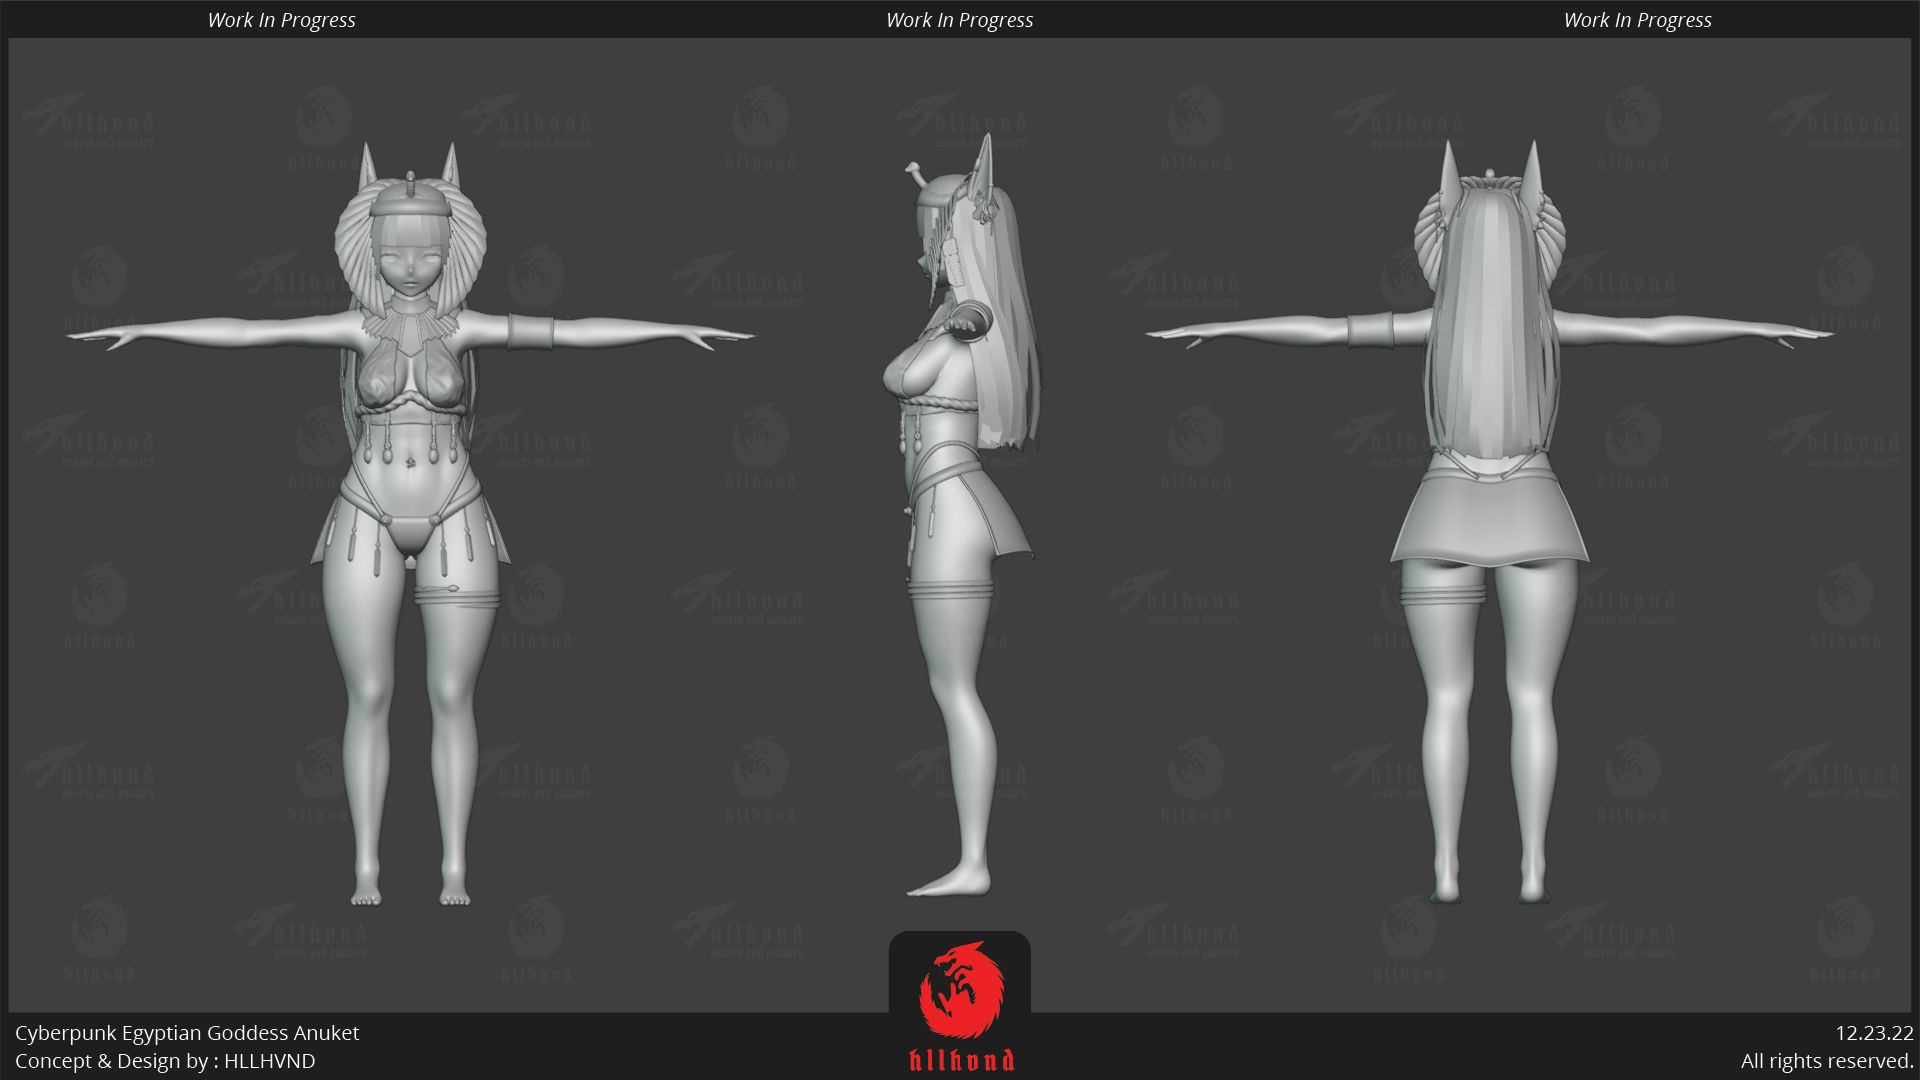 Work In Progress
Work In Progress
Work In Progress
hllhvnd
Cyberpunk Egyptian Goddess Anuket
Concept & Design by : HLLHVND
12.23.22
All rights reserved.